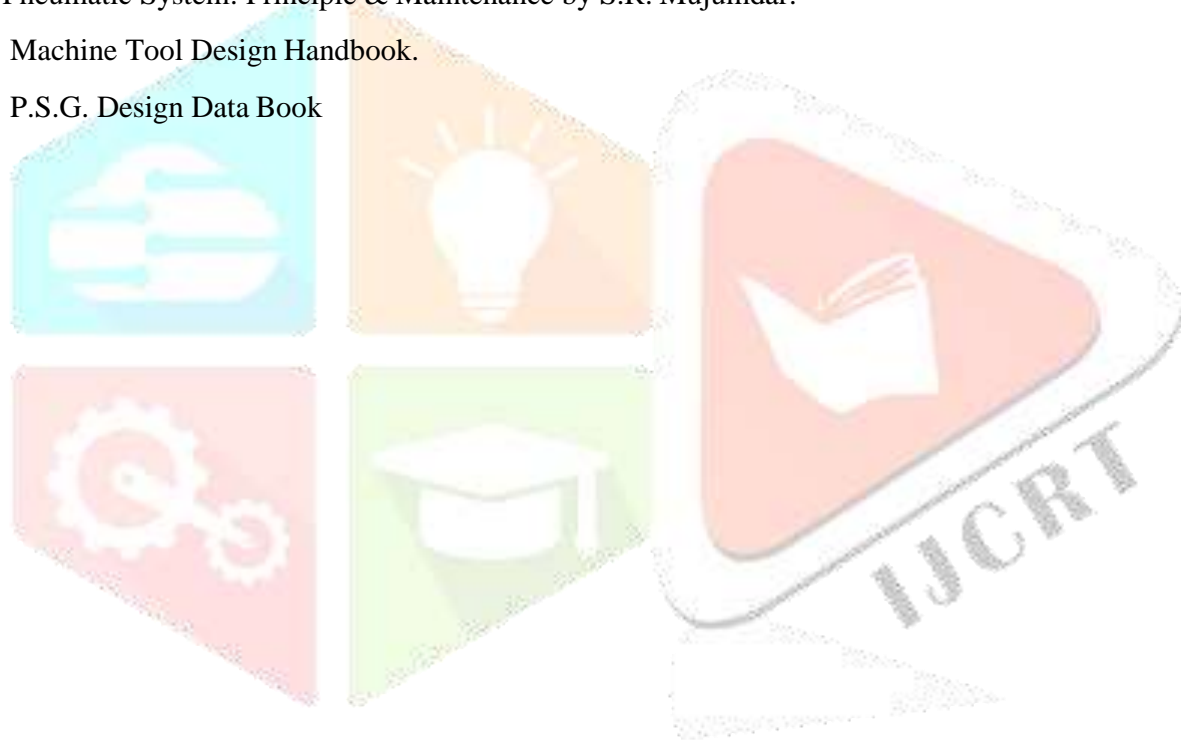 Pneumatic System: Principle & Maintenance by S.R. Majumdar.
Machine Tool Design Handbook.
P.S.G. Design Data Book
IJCRT